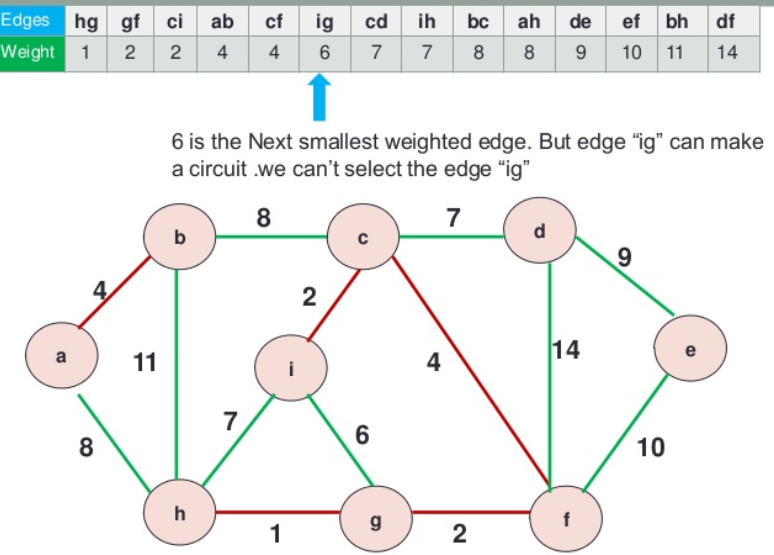 Edges hg gf ci ab cf ig cd ih bc ah de ef bh df
Weight 1 2 2 4 4 6 7 7 8 8 9 10 11 14
6 is the Next smallest weighted edge. But edge “ig” can make
a circuit .we can’t select the edge “ig”
8 7
b c d
9
4 2
a 11 i 4 14 e
7 6
8 10
h g f
1 2